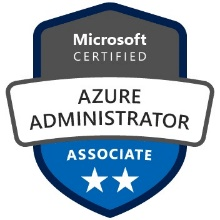 Microsoft
CERTIFIED
AZURE
ADMINISTRATOR
ASSOCIATE